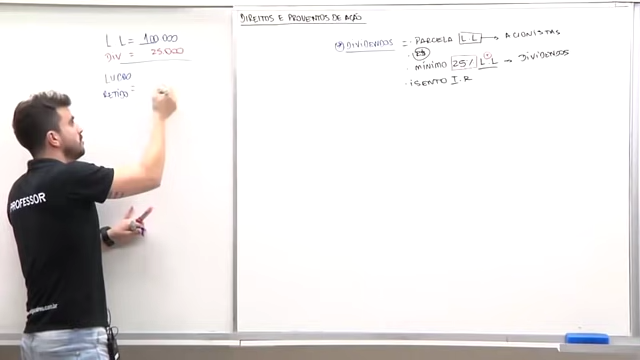 L L = 100.000
DIV = 25.000
LUCRO
RETIDO =
DIREITOS E PROVENTOS DE AÇÃO
DIVIDENDOS = · PARCELA L.L → ACIONISTAS
· $$
· MÍNIMO 25% L L → DIVIDENDOS
· ISENTO I.R
PROFESSOR